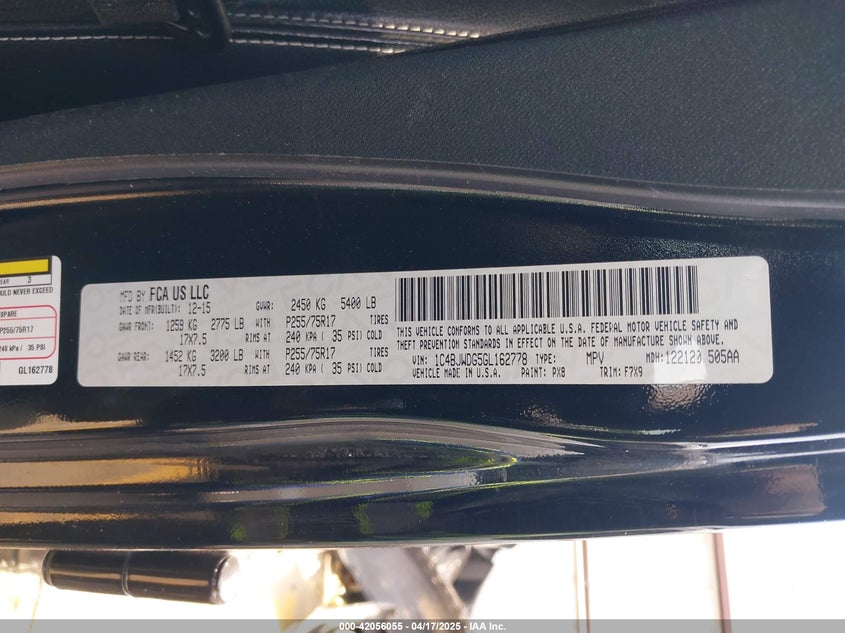 EAR 3
OULD NEVER EXCEED
SPARE
P255/75R17
240 kPa / 35 PSI
GL162778
MFD BY FCA US LLC
DATE OF MFR(BUILT): 12-15 GVWR: 2450 KG 5400 LB
GAWR FRONT: 1259 KG 2775 LB WITH P255/75R17 TIRES
17X7.5 RIMS AT 240 KPA ( 35 PSI) COLD
GAWR REAR: 1452 KG 3200 LB WITH P255/75R17 TIRES
17X7.5 RIMS AT 240 KPA ( 35 PSI) COLD
THIS VEHICLE CONFORMS TO ALL APPLICABLE U.S.A. FEDERAL MOTOR VEHICLE SAFETY AND
THEFT PREVENTION STANDARDS IN EFFECT ON THE DATE OF MANUFACTURE SHOWN ABOVE.
VIN: 1C4BJWDG5GL162778 TYPE: MPV MDH: 122120 505AA
VEHICLE MADE IN U.S.A. PAINT: PX8 TRIM: F7X9
000-42056055 - 04/17/2025 - IAA Inc.